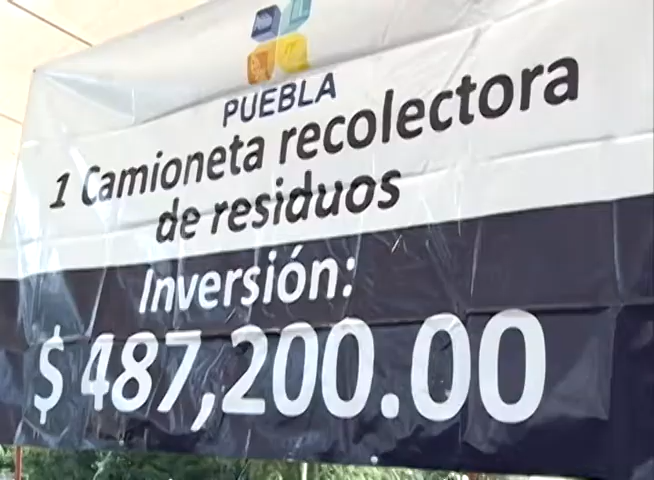 PUEBLA
1 Camioneta recolectora
de residuos
Inversión:
$ 487,200.00